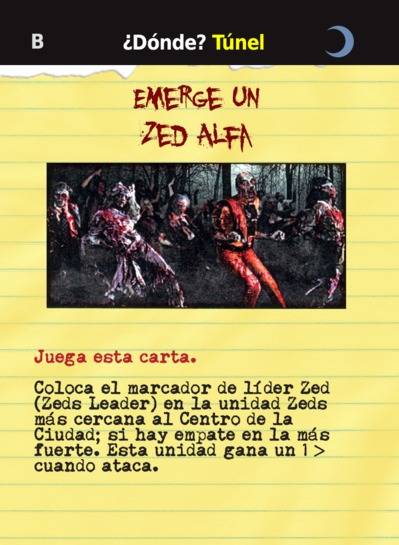 B ¿Dónde? Túnel
EMERGE UN
ZED ALFA
Juega esta carta.
Coloca el marcador de líder Zed
(Zeds Leader) en la unidad Zeds
más cercana al Centro de la
Ciudad; si hay empate en la más
fuerte. Esta unidad gana un 1 >
cuando ataca.